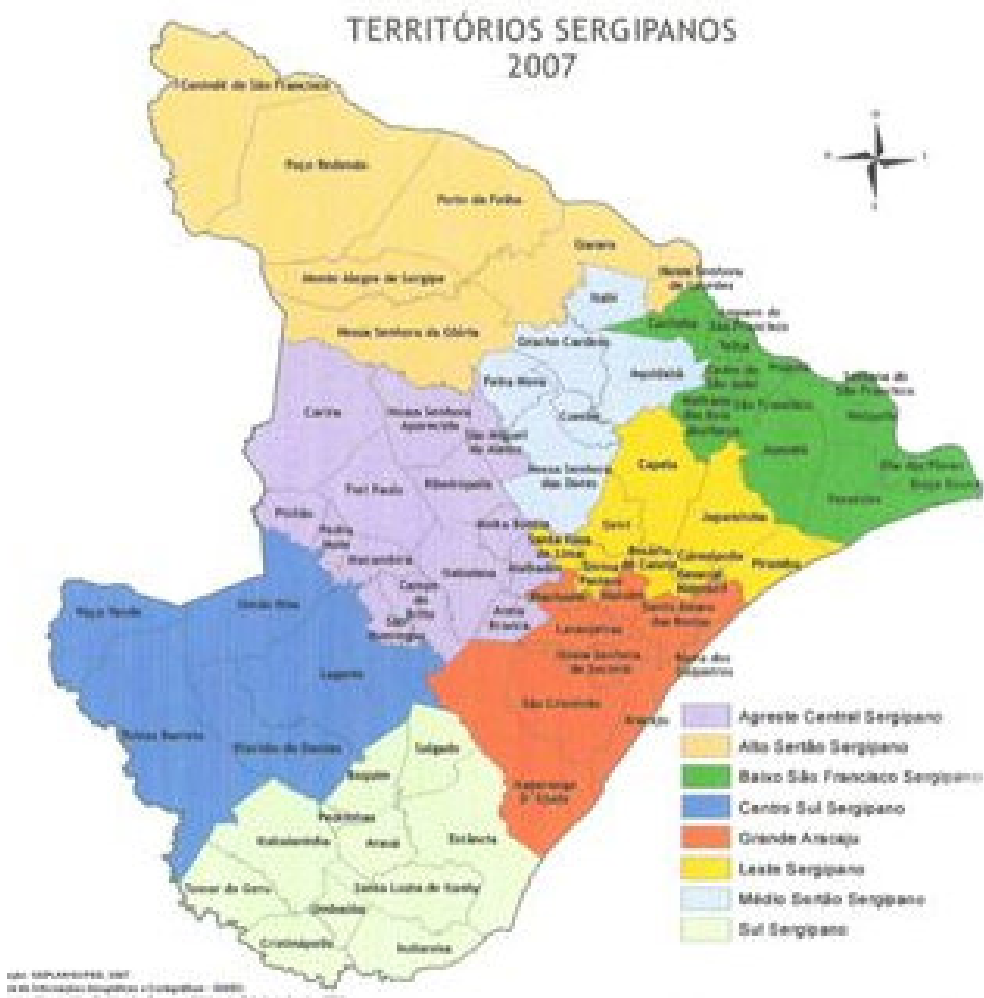 TERRITÓRIOS SERGIPANOS
2007
Canindé de São Francisco
Poço Redondo
Porto da Folha
Gararu
Monte Alegre de Sergipe
Nossa Senhora
de Lourdes
Itabi
Nossa Senhora da Glória
Graccho Cardoso
Amparo de
São Francisco
Telha
Feira Nova
Aquidabã
Cedro de
São João
Propriá
Santana do
São Francisco
Carira
Nossa Senhora
Aparecida
Cumbe
Malhada
dos Bois
São Francisco
Neópolis
Muribeca
São Miguel
do Aleixo
Japoatã
Capela
Nossa Senhora
das Dores
Ilha das Flores
Frei Paulo
Ribeirópolis
Brejo Grande
Pacatuba
Pinhão
Japaratuba
Pedra
Mole
Moita Bonita
Siriri
Santa Rosa
de Lima
Macambira
Malhador
Divina
Pastora
Rosário
do Catete
Carmópolis
General
Maynard
Pirambu
Itabaiana
Campo
do
Brito
Riachuelo
Maruim
Santo Amaro
das Brotas
Poço Verde
Simão Dias
São
Domingos
Areia
Branca
Laranjeiras
Nossa Senhora
do Socorro
Barra dos
Coqueiros
Lagarto
São Cristóvão
Aracaju
Tobias Barreto
Riachão do Dantas
Salgado
Boquim
Itaporanga
D' Ajuda
Pedrinhas
Itabaianinha
Arauá
Estância
Tomar do Geru
Santa Luzia do Itanhy
Umbaúba
Cristinápolis
Indiaroba
Agreste Central Sergipano
Alto Sertão Sergipano
Baixo São Francisco Sergipano
Centro Sul Sergipano
Grande Aracaju
Leste Sergipano
Médio Sertão Sergipano
Sul Sergipano